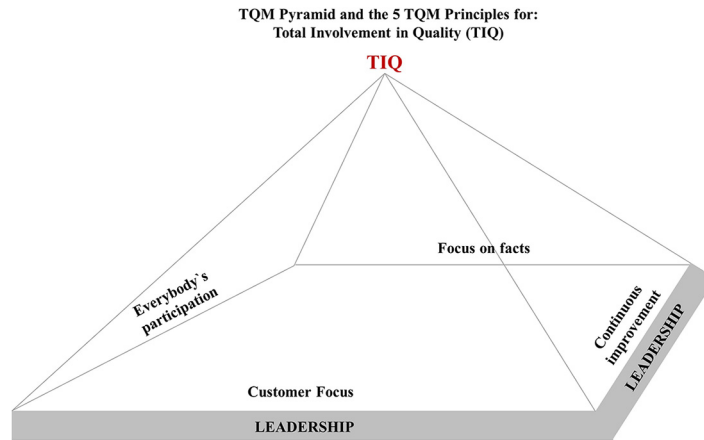 TQM Pyramid and the 5 TQM Principles for:
Total Involvement in Quality (TIQ)
TIQ
Focus on facts
Everybody`s
participation
Continuous
improvement
LEADERSHIP
Customer Focus
LEADERSHIP